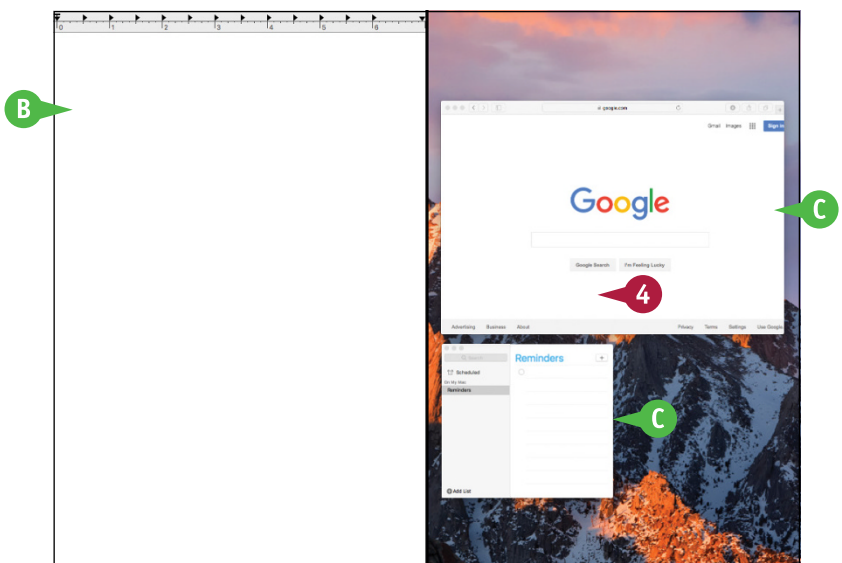 0 1 2 3 4 5 6
B
google.com
Gmail Images Sign in
Google
C
Google Search I'm Feeling Lucky
4
Advertising Business About Privacy Terms Settings Use Google
Search Reminders +
Scheduled
On My Mac
Reminders
C
Add List